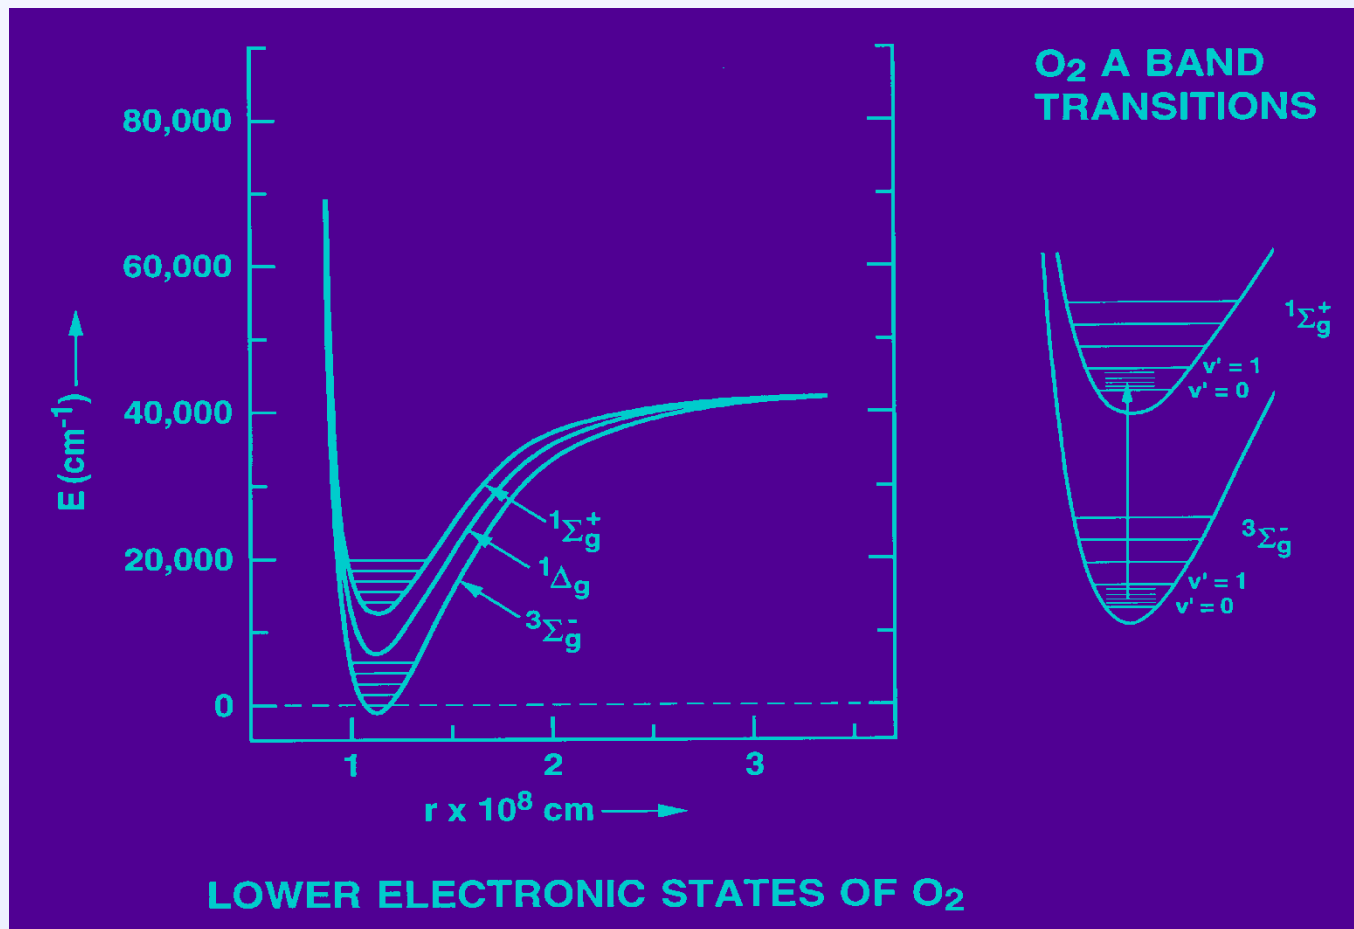 O₂ A BAND
TRANSITIONS
80,000
60,000
40,000
20,000
0
E (cm⁻¹)
1
2
3
r x 10⁸ cm
¹Σg⁺
¹Δg
³Σg⁻
¹Σg⁺
v' = 1
v' = 0
³Σg⁻
v' = 1
v' = 0
LOWER ELECTRONIC STATES OF O₂